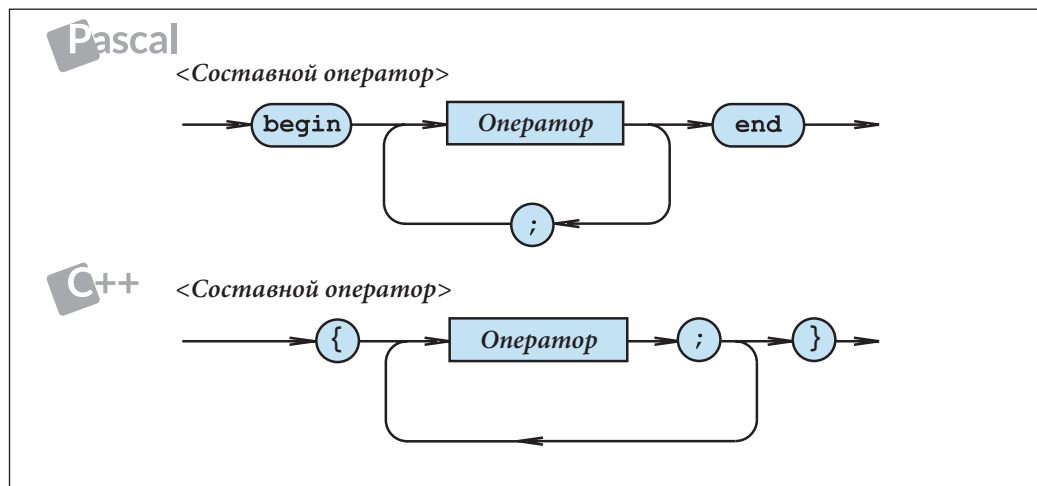 Pascal
<Составной оператор>
begin Оператор end
;
C++
<Составной оператор>
{ Оператор ; }